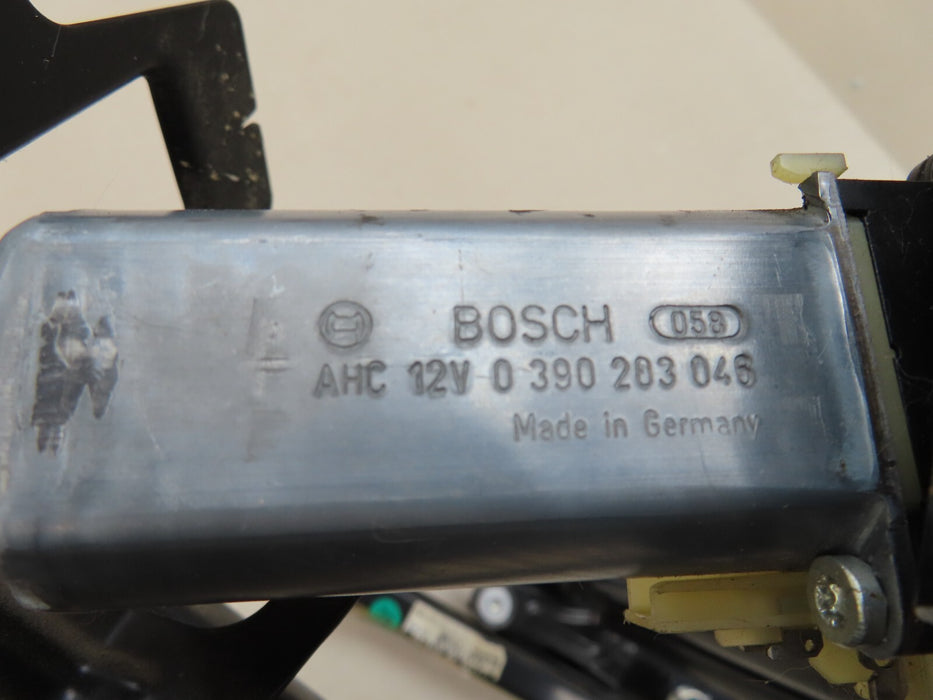 BOSCH 058
AHC 12V 0 390 203 046
Made in Germany